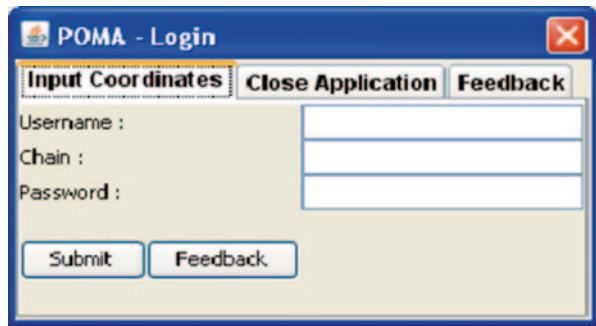 POMA - Login
Input Coordinates Close Application Feedback
Username :
Chain :
Password :
Submit Feedback